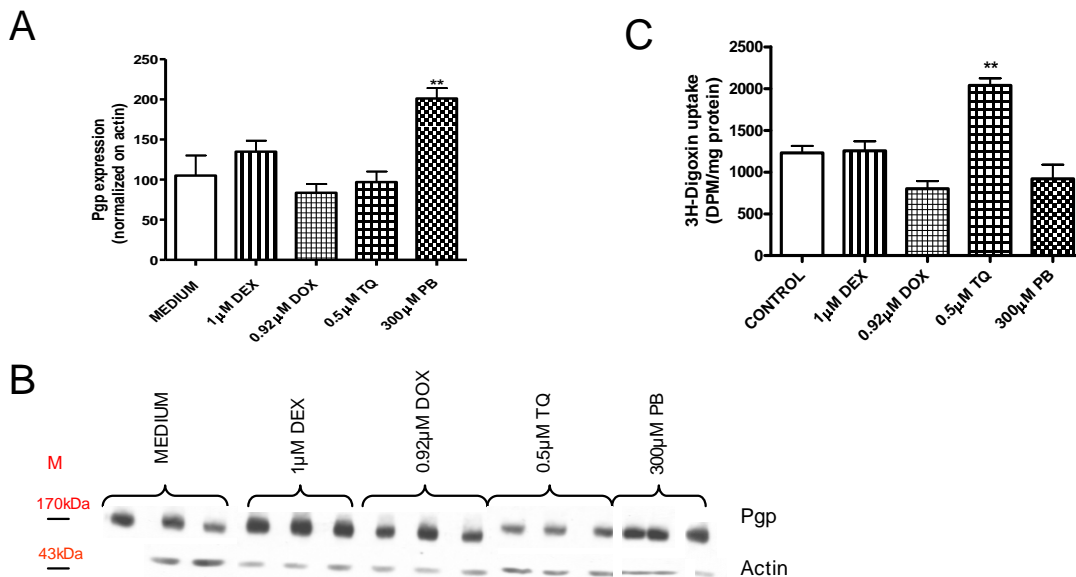 A
Pgp expression
(normalized on actin)
250
200
150
100
50
0
**
MEDIUM
1µM DEX
0.92µM DOX
0.5µM TQ
300µM PB
C
3H-Digoxin uptake
(DPM/mg protein)
2500
2000
1500
1000
500
0
**
CONTROL
1µM DEX
0.92µM DOX
0.5µM TQ
300µM PB
B
MEDIUM
1µM DEX
0.92µM DOX
0.5µM TQ
300µM PB
M
170kDa
Pgp
43kDa
Actin